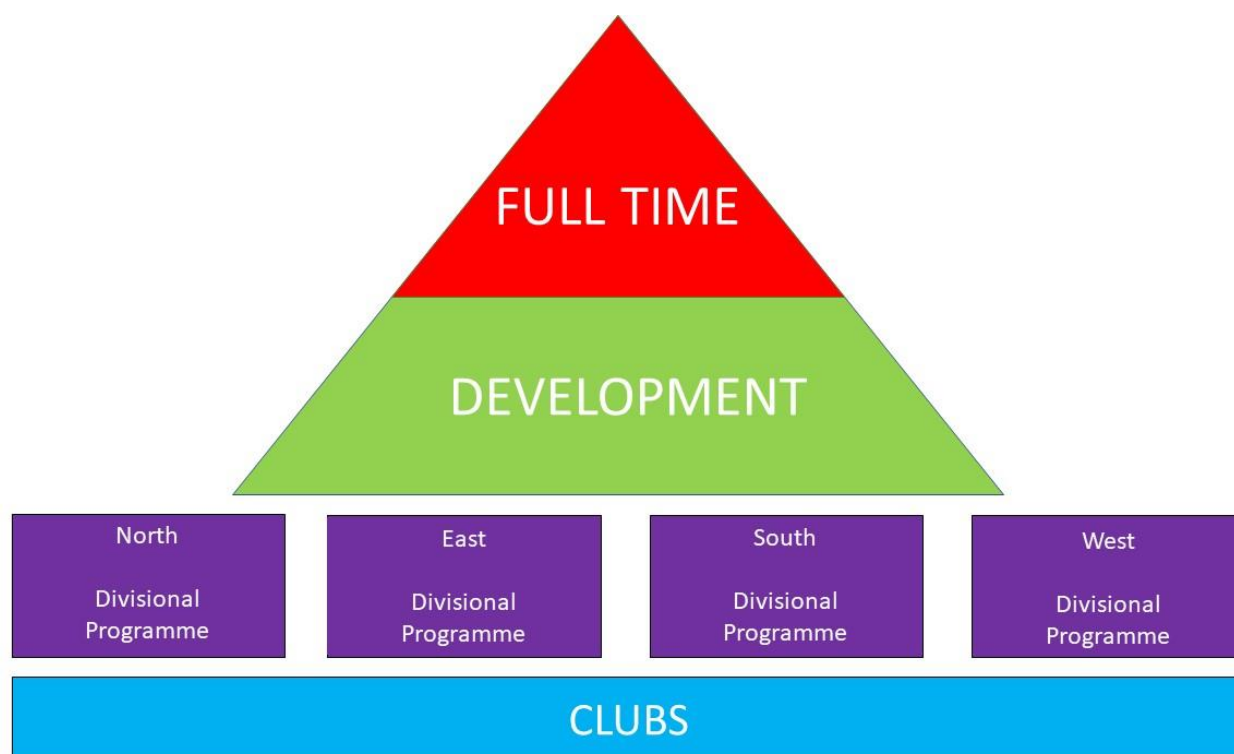 FULL TIME
DEVELOPMENT
North
Divisional
Programme
East
Divisional
Programme
South
Divisional
Programme
West
Divisional
Programme
CLUBS